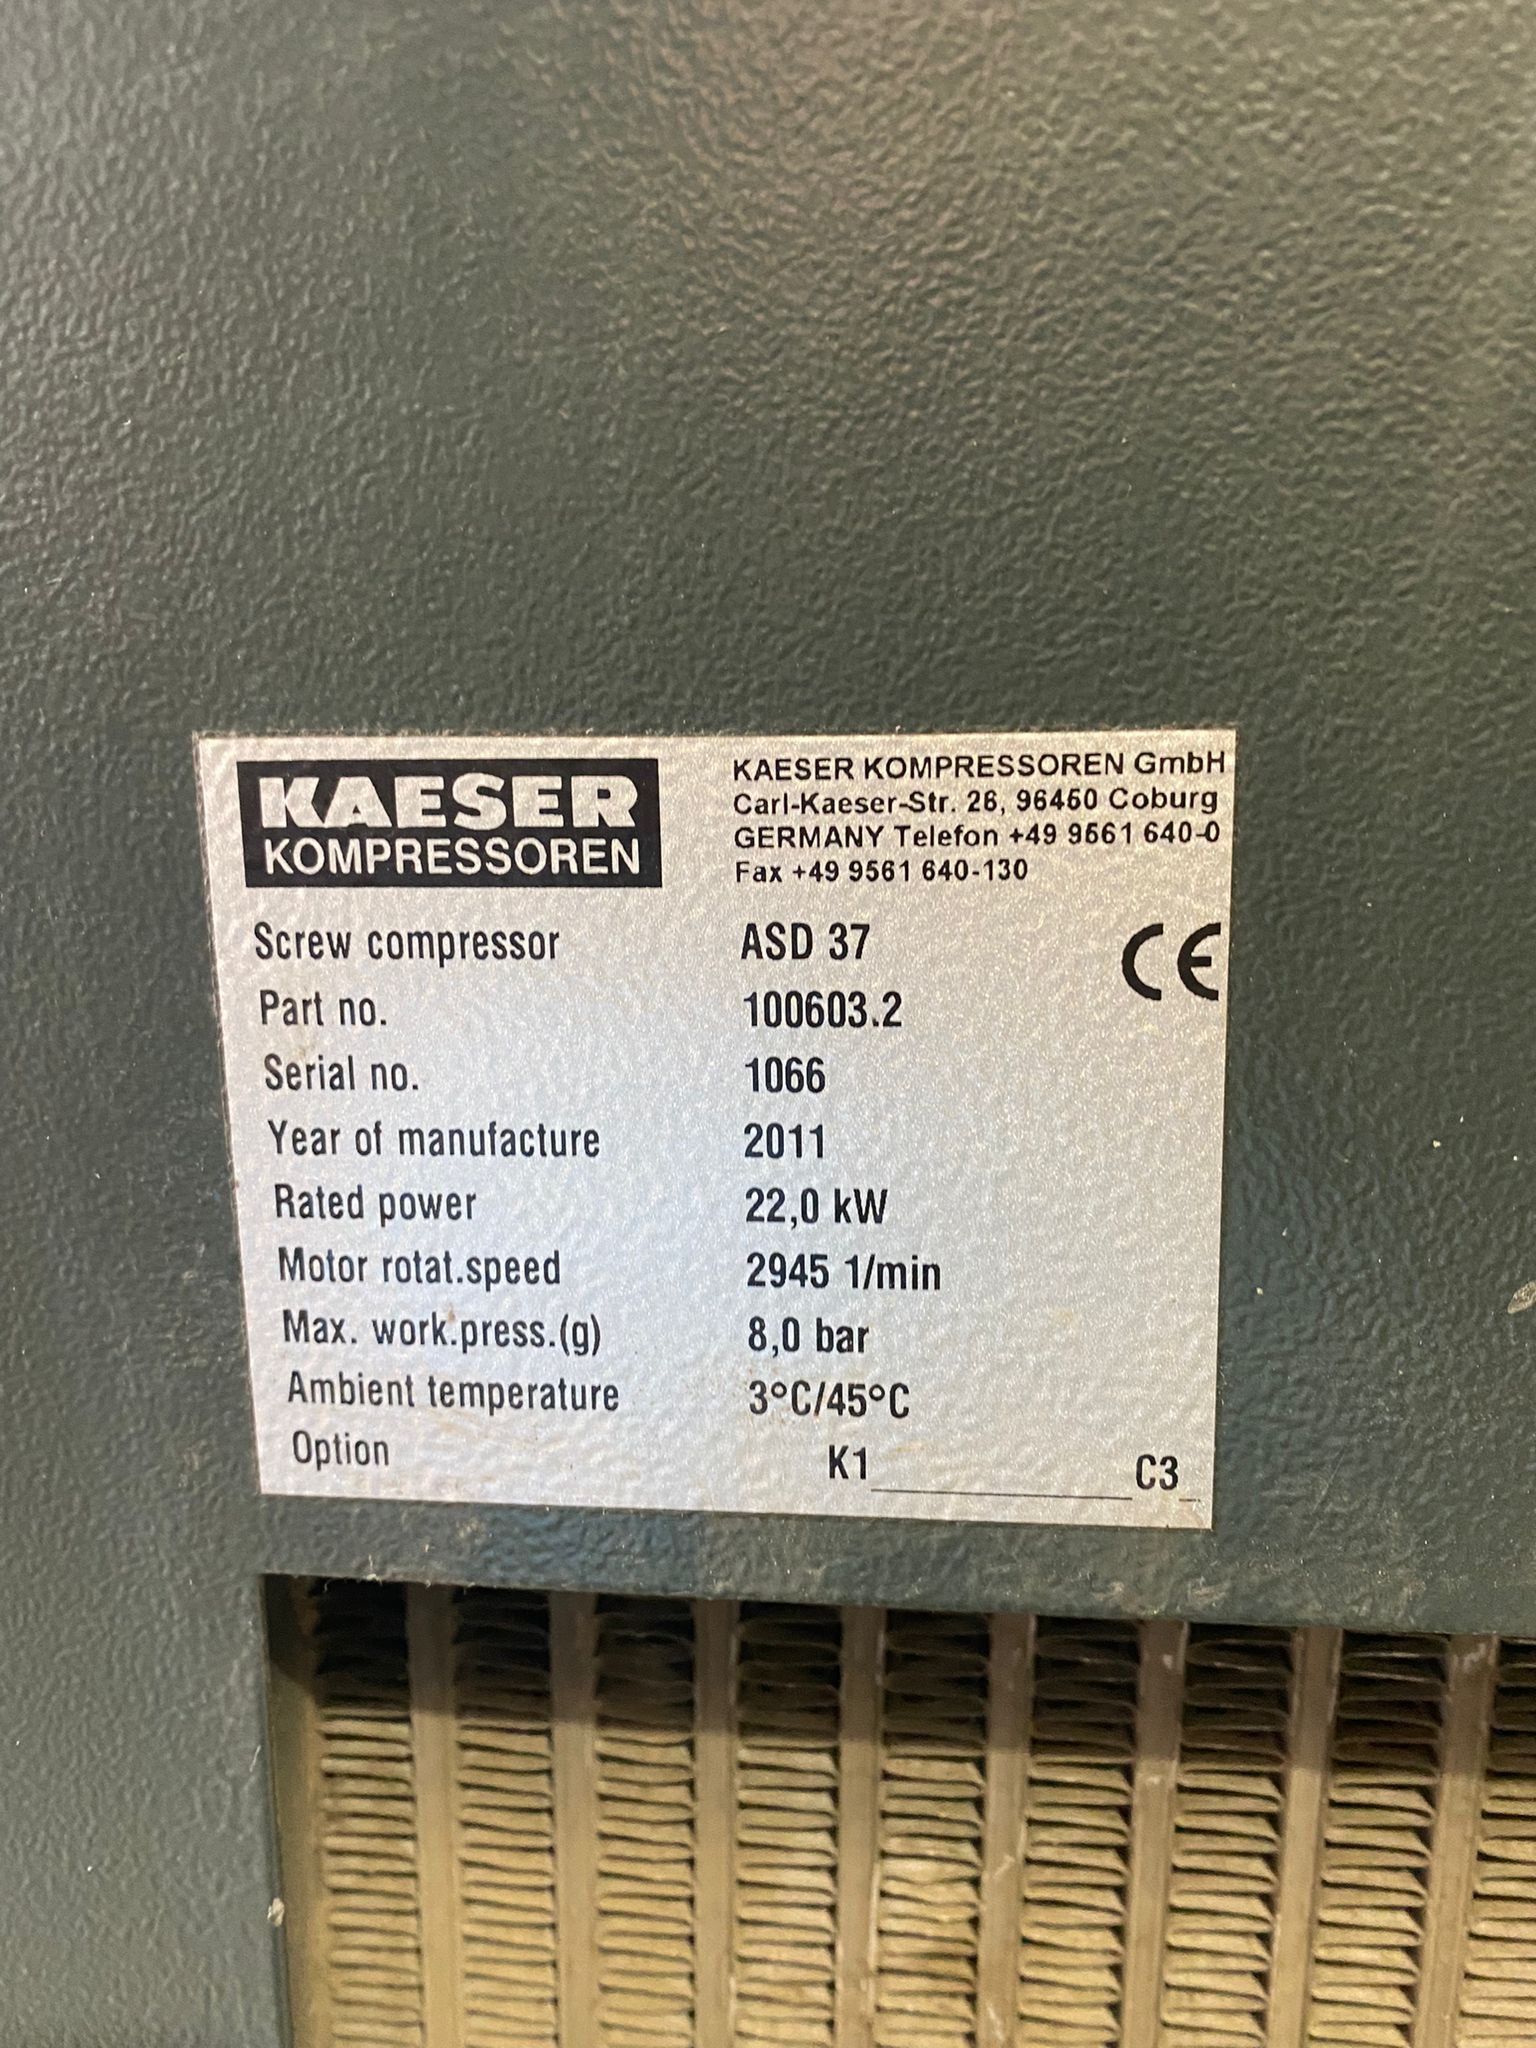 KAESER
KOMPRESSOREN
KAESER KOMPRESSOREN GmbH
Carl-Kaeser-Str. 26, 96450 Coburg
GERMANY Telefon +49 9561 640-0
Fax +49 9561 640-130
CE
Screw compressor ASD 37
Part no. 100603.2
Serial no. 1066
Year of manufacture 2011
Rated power 22,0 kW
Motor rotat.speed 2945 1/min
Max. work.press.(g) 8,0 bar
Ambient temperature 3°C/45°C
Option K1__________C3_